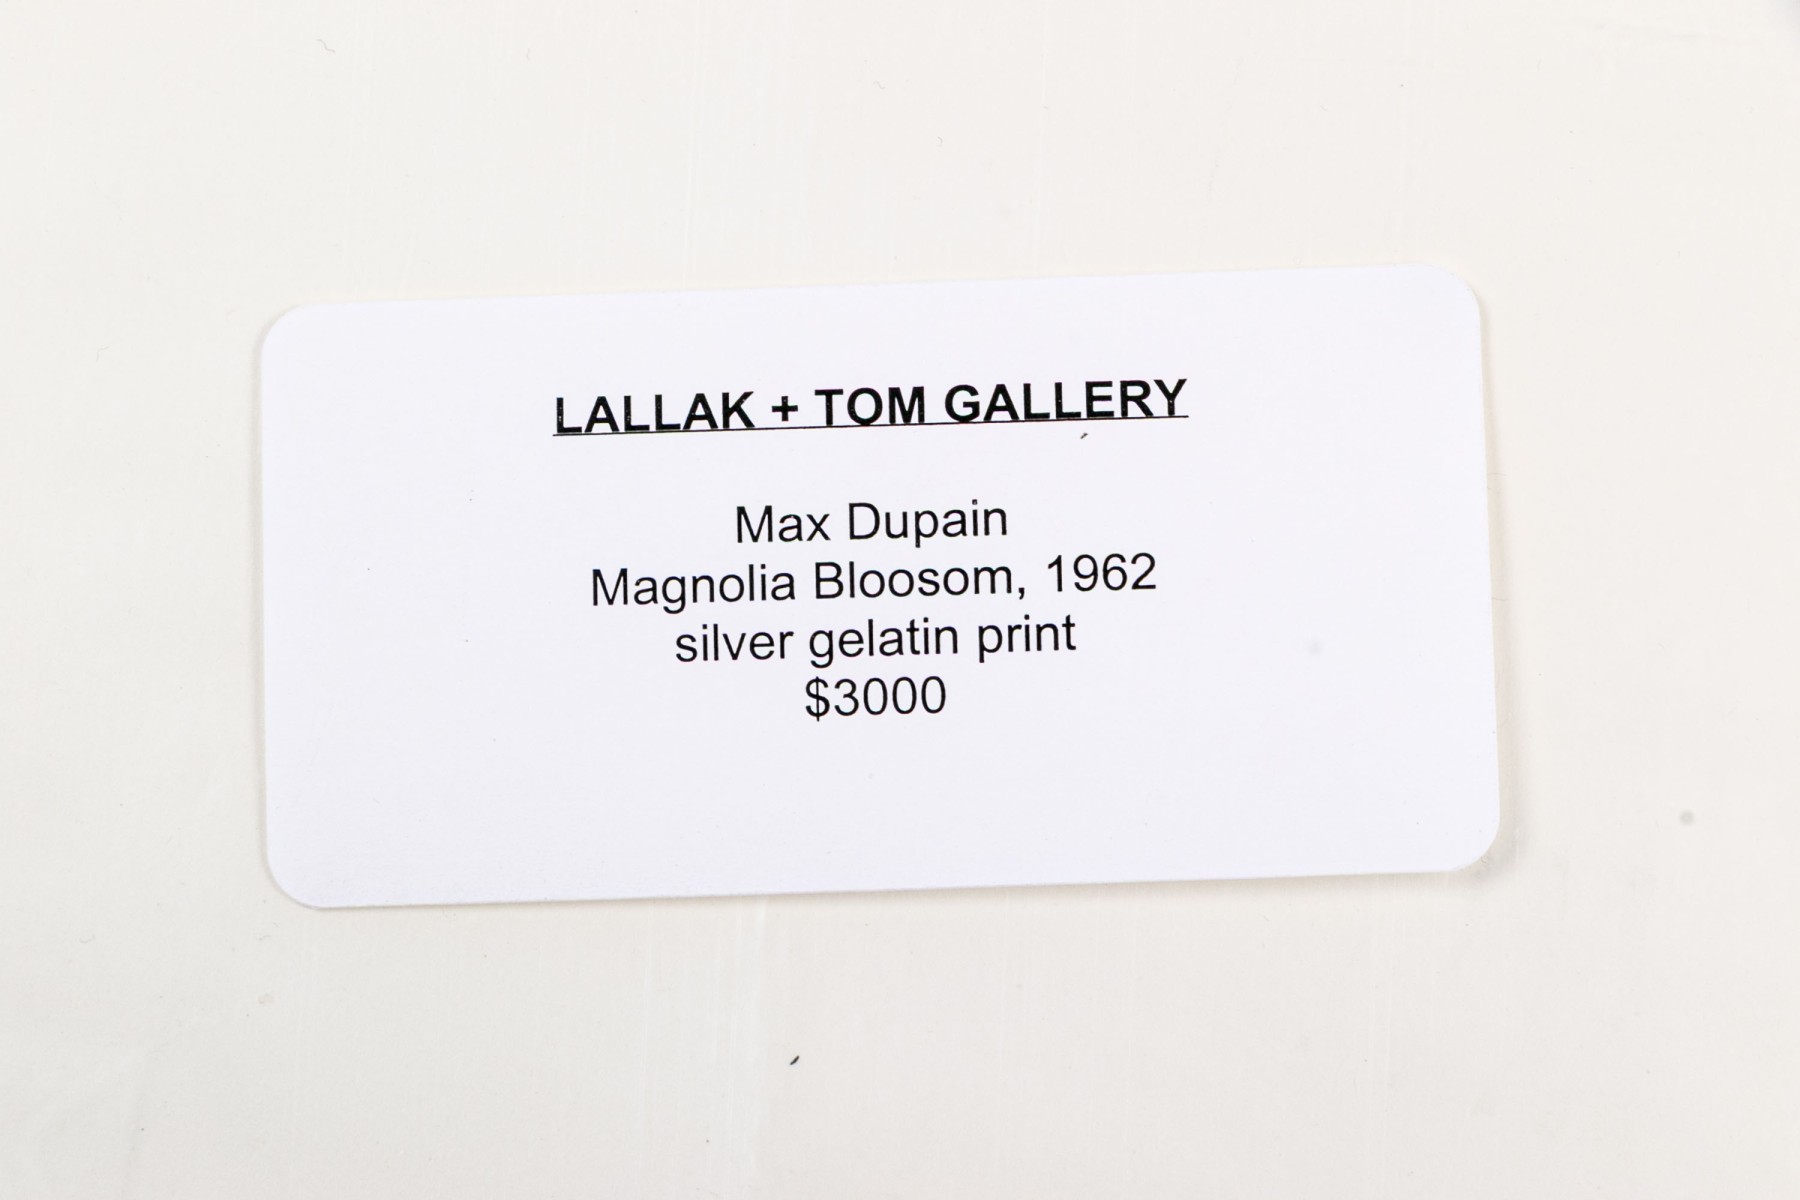 LALLAK + TOM GALLERY
Max Dupain
Magnolia Bloosom, 1962
silver gelatin print
$3000